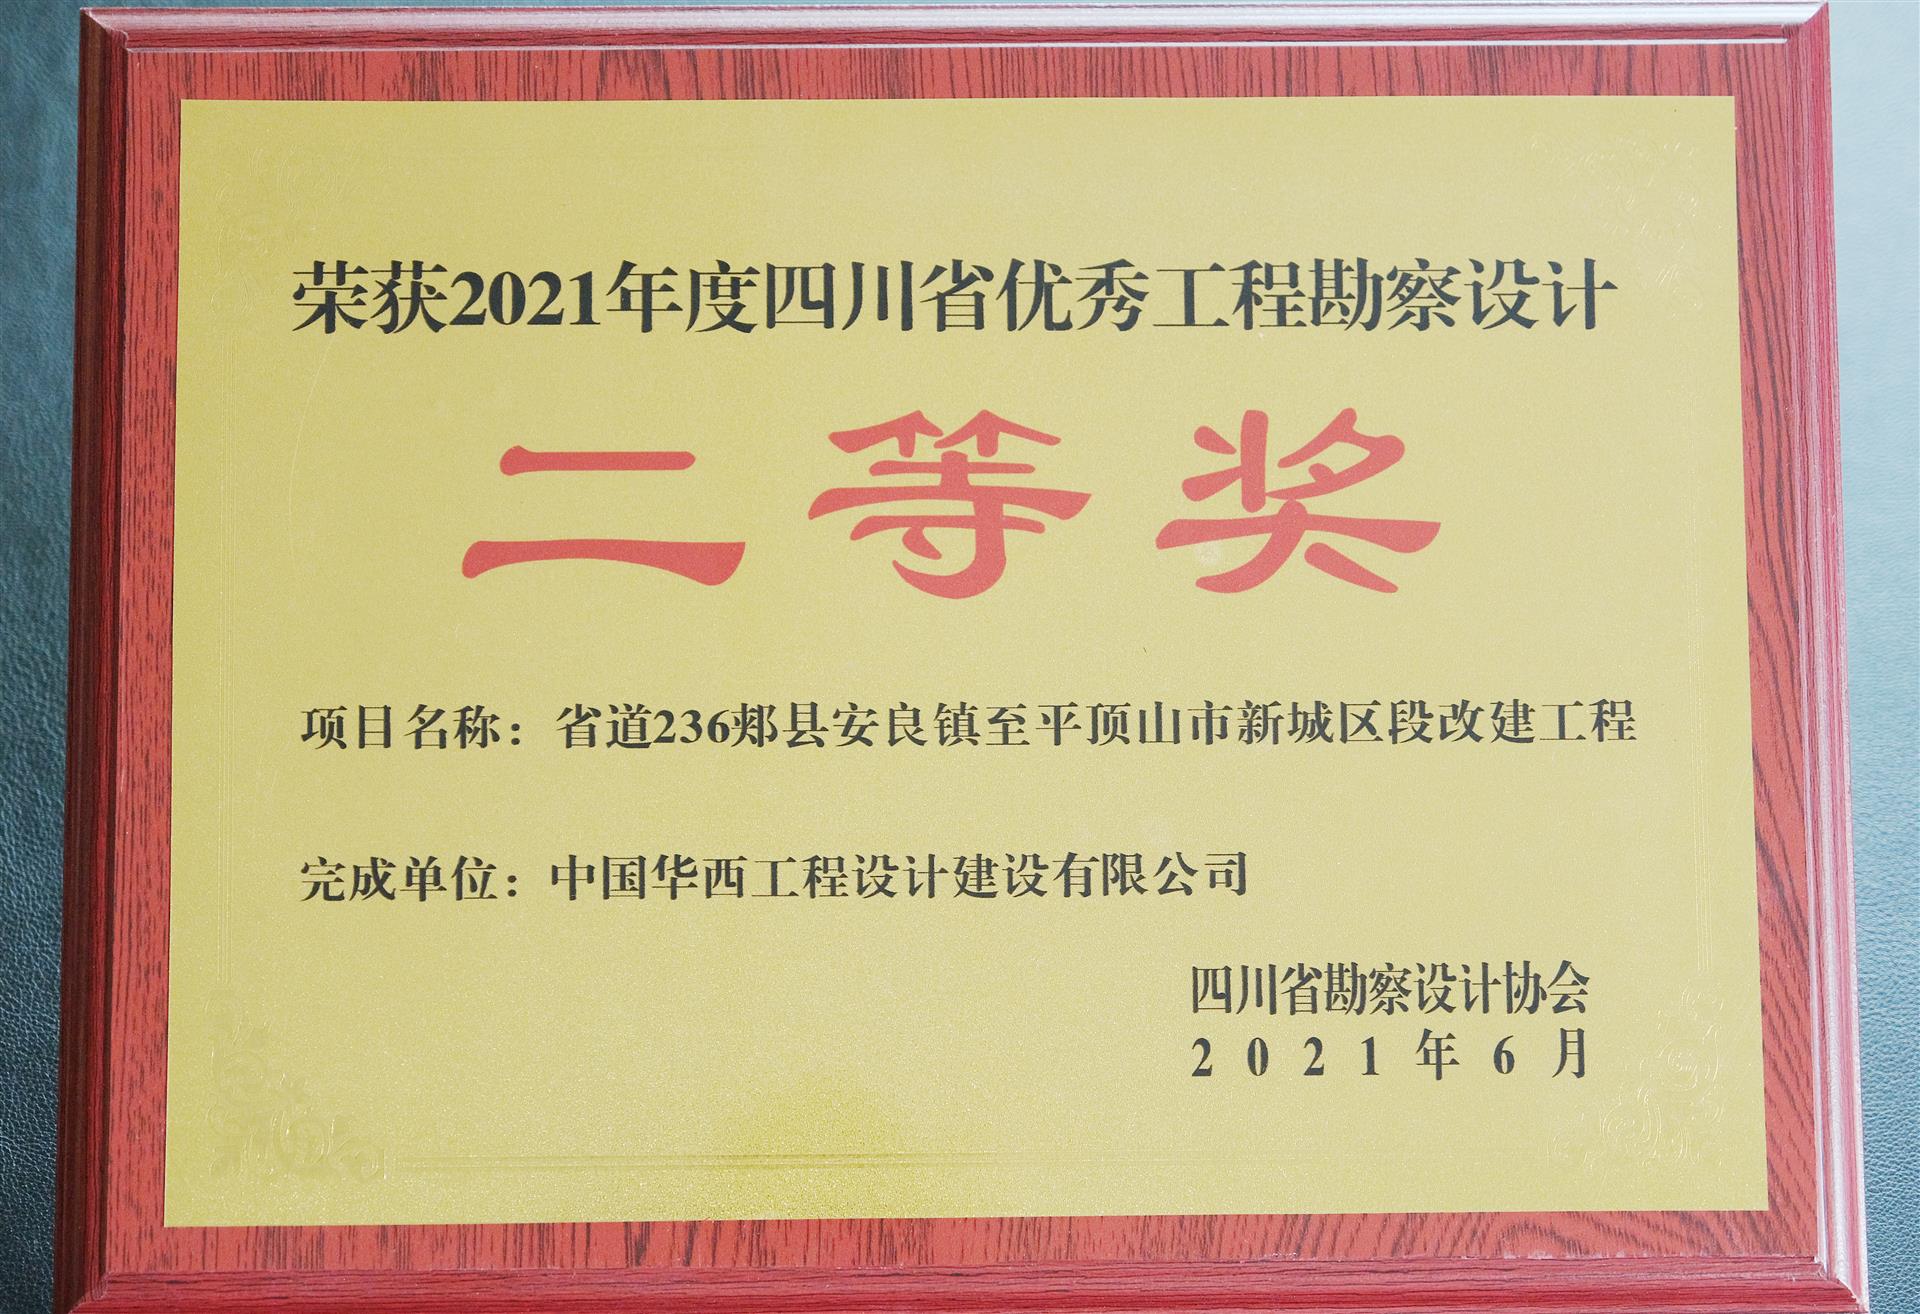 荣获2021年度四川省优秀工程勘察设计
二等奖
项目名称：省道236郏县安良镇至平顶山市新城区段改建工程
完成单位：中国华西工程设计建设有限公司
四川省勘察设计协会
2021年6月